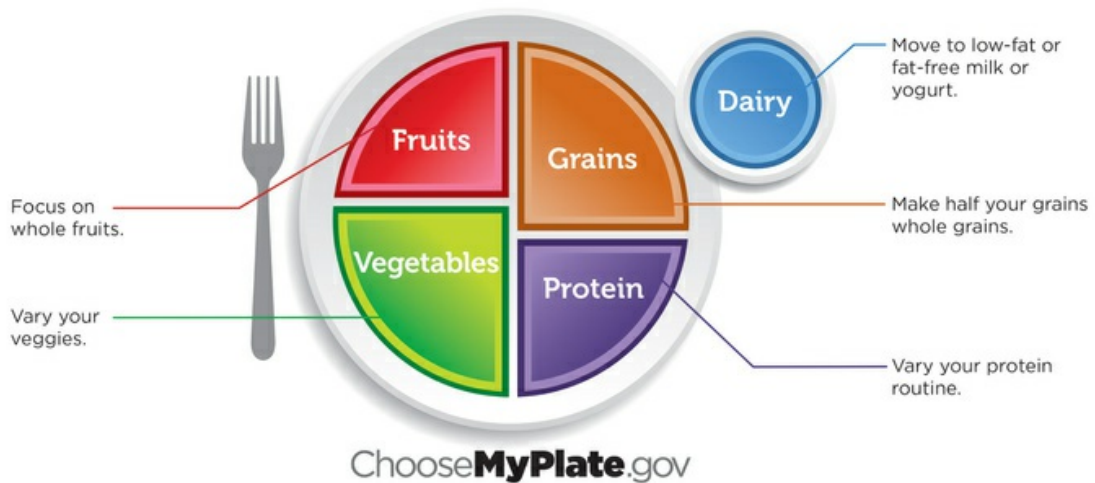 Move to low-fat or
fat-free milk or
yogurt.
Dairy
Fruits
Grains
Focus on
whole fruits.
Make half your grains
whole grains.
Vegetables
Protein
Vary your
veggies.
Vary your protein
routine.
ChooseMyPlate.gov